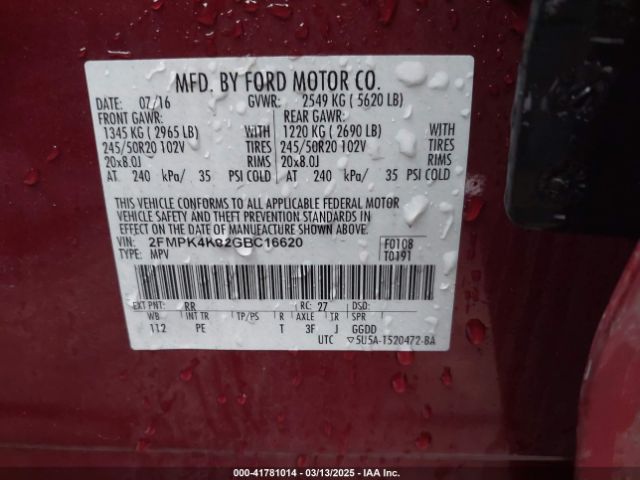 MFD. BY FORD MOTOR CO.
DATE: 07/16 GVWR: 2549 KG ( 5620 LB)
FRONT GAWR: REAR GAWR:
1345 KG ( 2965 LB) WITH 1220 KG ( 2690 LB) WITH
245/50R20 102V TIRES 245/50R20 102V TIRES
20x8.0J RIMS 20x8.0J RIMS
AT 240 kPa/ 35 PSI COLD AT 240 kPa/ 35 PSI COLD
THIS VEHICLE CONFORMS TO ALL APPLICABLE FEDERAL MOTOR
VEHICLE SAFETY AND THEFT PREVENTION STANDARDS IN
EFFECT ON THE DATE OF MANUFACTURE SHOWN ABOVE.
VIN: 2FMPK4K82GBC16620 F0108
TYPE: MPV T0191
EXT PNT: RR RC: 27 DSO:
WB INT TR TP/PS R AXLE TR SPR
112 PE T 3F J GGDD
UTC ▽5U5A-1520472-BA
000-41781014 - 03/13/2025 - IAA Inc.